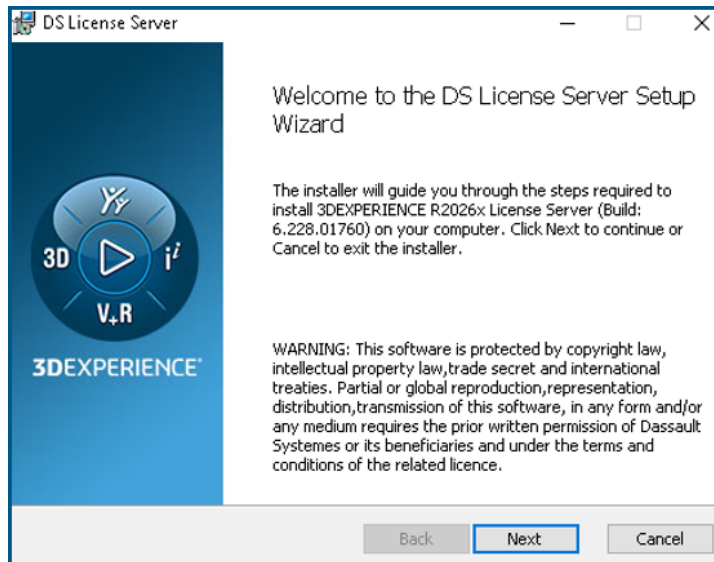 DS License Server
Welcome to the DS License Server Setup
Wizard
The installer will guide you through the steps required to
install 3DEXPERIENCE R2026x License Server (Build:
6.228.01760) on your computer. Click Next to continue or
Cancel to exit the installer.
3D
i²
V+R
3DEXPERIENCE®
WARNING: This software is protected by copyright law,
intellectual property law,trade secret and international
treaties. Partial or global reproduction,representation,
distribution,transmission of this software, in any form and/or
any medium requires the prior written permission of Dassault
Systemes or its beneficiaries and under the terms and
conditions of the related licence.
Back
Next
Cancel